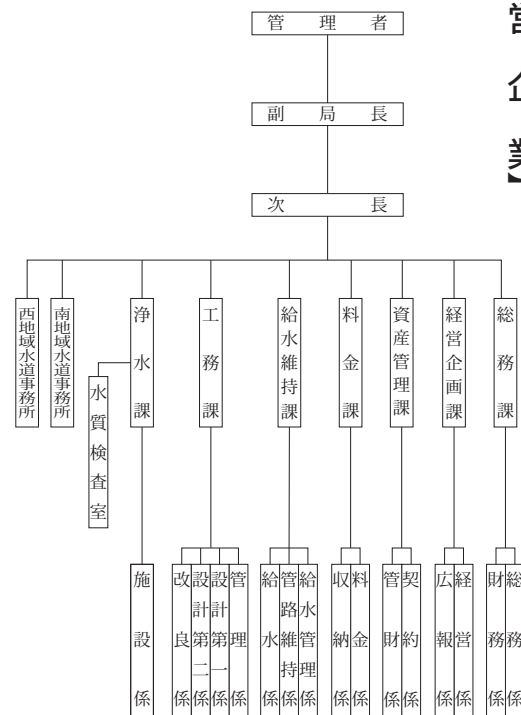 営企業】
管理者
副局長
次長
総務課
経営企画課
資産管理課
料金課
給水維持課
工務課
浄水課
南地域水道事務所
西地域水道事務所
水質検査室
総務係
財務係
経営係
広報係
契約係
管財係
料金係
収納係
給水管理係
管路維持係
給水係
管理係
設計第一係
設計第二係
改良係
施設係